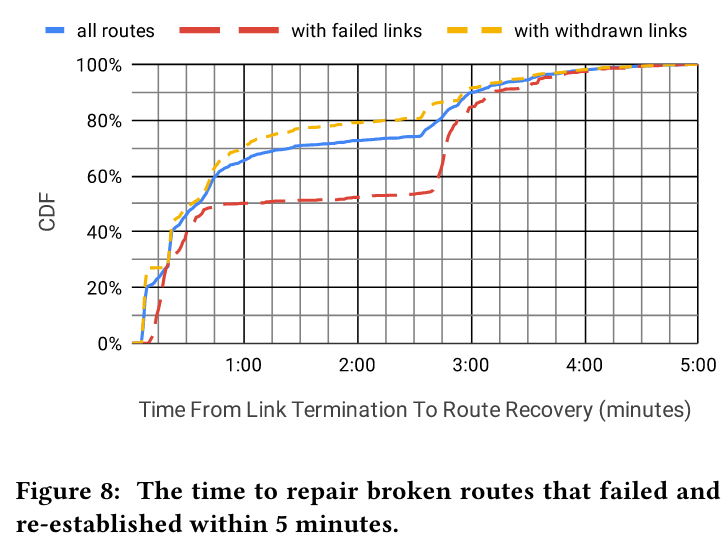 all routes with failed links with withdrawn links
100%
80%
60%
40%
20%
0%
CDF
1:00 2:00 3:00 4:00 5:00
Time From Link Termination To Route Recovery (minutes)
Figure 8: The time to repair broken routes that failed and
re-established within 5 minutes.